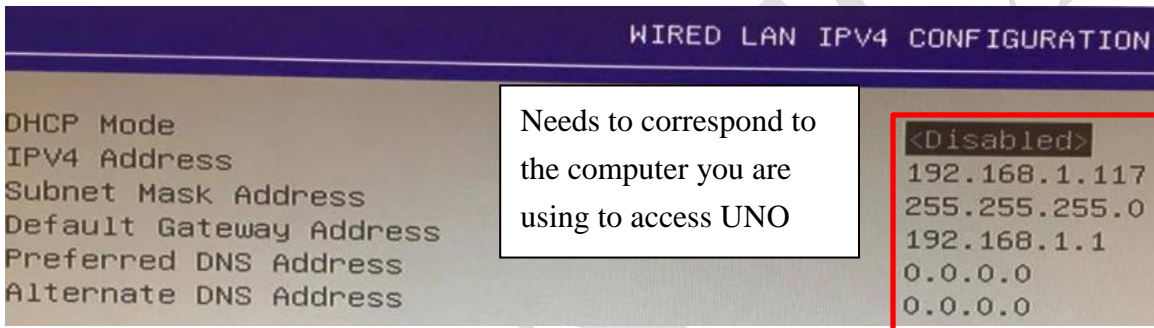 WIRED LAN IPV4 CONFIGURATION
DHCP Mode <Disabled>
IPV4 Address 192.168.1.117
Subnet Mask Address 255.255.255.0
Default Gateway Address 192.168.1.1
Preferred DNS Address 0.0.0.0
Alternate DNS Address 0.0.0.0
Needs to correspond to
the computer you are
using to access UNO